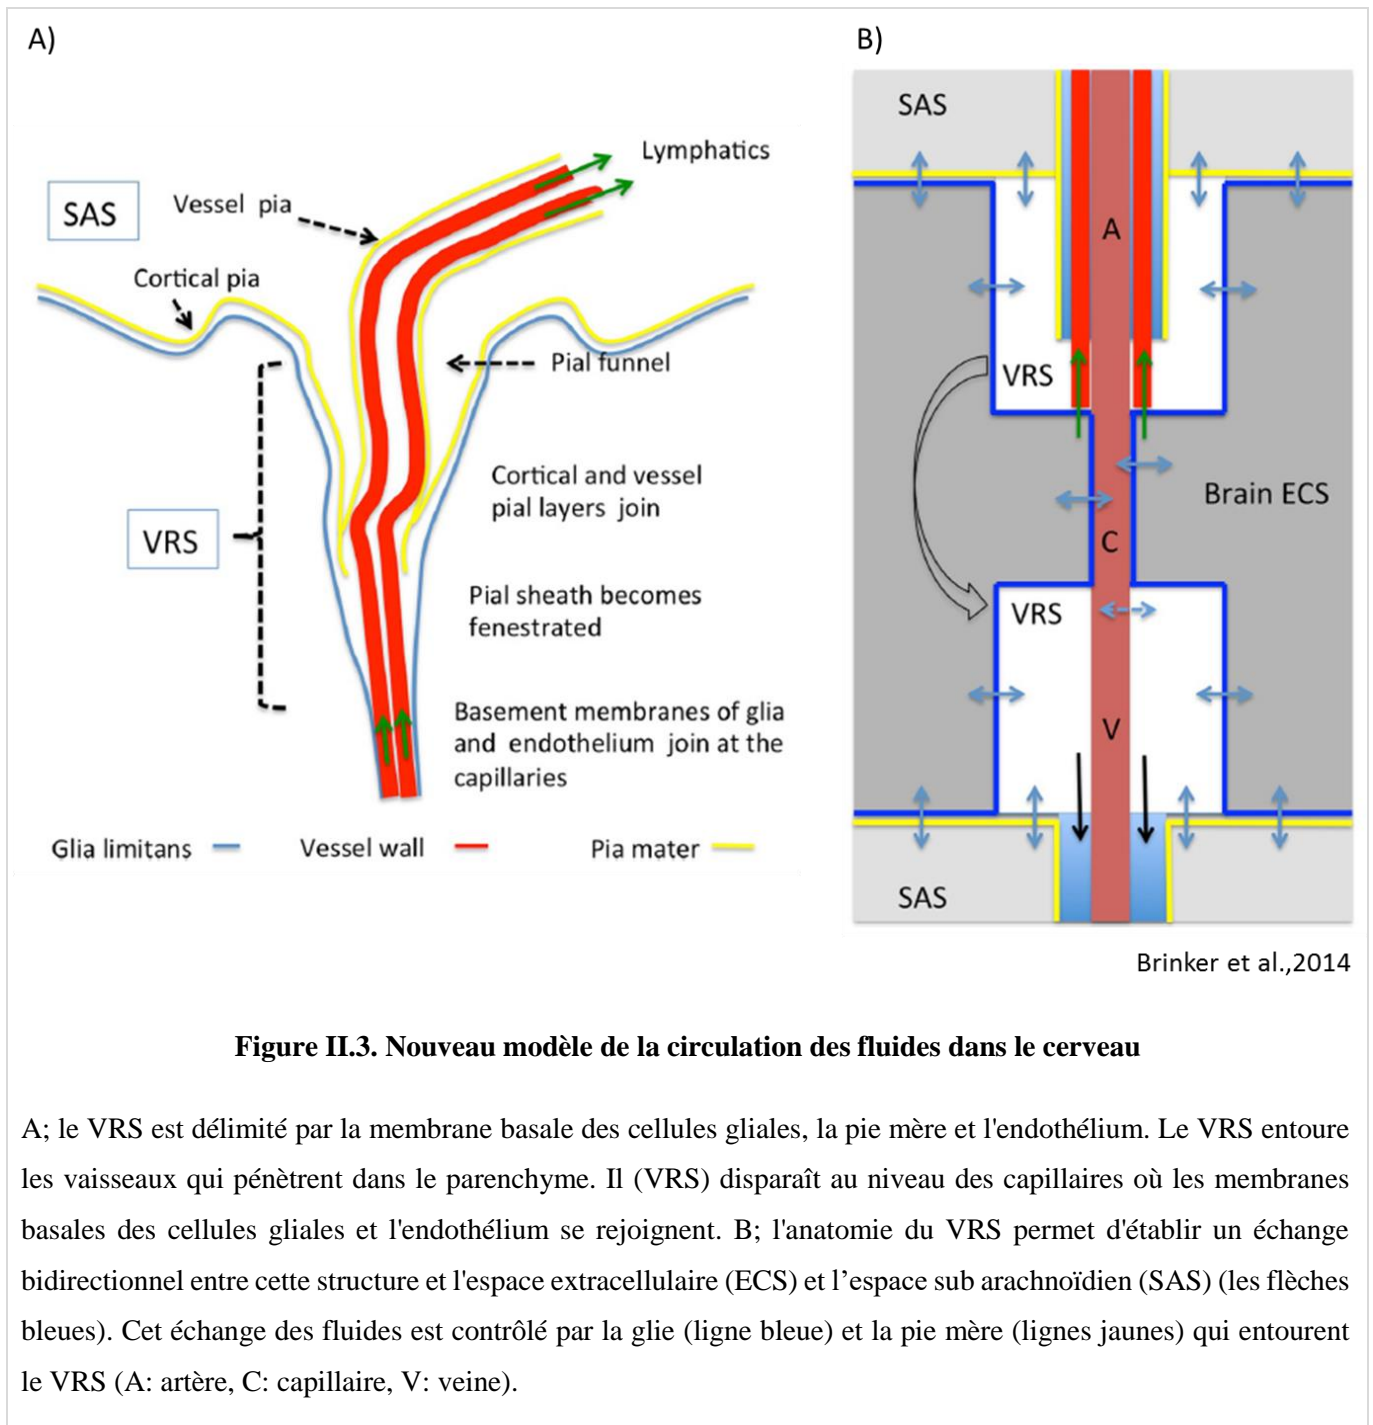 A)
Lymphatics
Vessel pia
SAS
Cortical pia
Pial funnel
Cortical and vessel
pial layers join
VRS
Pial sheath becomes
fenestrated
Basement membranes of glia
and endothelium join at the
capillaries
Glia limitans
Vessel wall
Pia mater
B)
SAS
A
VRS
Brain ECS
C
VRS
V
SAS
Brinker et al.,2014
Figure II.3. Nouveau modèle de la circulation des fluides dans le cerveau
A; le VRS est délimité par la membrane basale des cellules gliales, la pie mère et l'endothélium. Le VRS entoure
les vaisseaux qui pénètrent dans le parenchyme. Il (VRS) disparaît au niveau des capillaires où les membranes
basales des cellules gliales et l'endothélium se rejoignent. B; l'anatomie du VRS permet d'établir un échange
bidirectionnel entre cette structure et l'espace extracellulaire (ECS) et l’espace sub arachnoïdien (SAS) (les flèches
bleues). Cet échange des fluides est contrôlé par la glie (ligne bleue) et la pie mère (lignes jaunes) qui entourent
le VRS (A: artère, C: capillaire, V: veine).